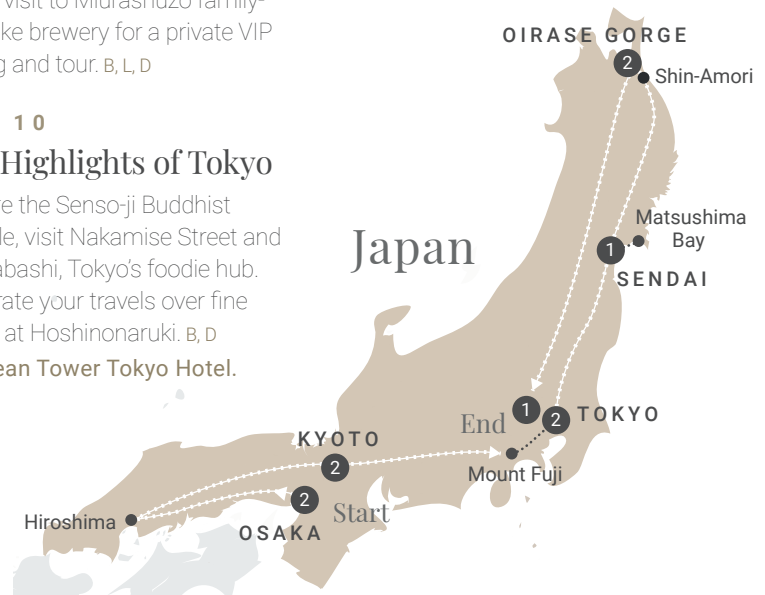 visit to Miurashuzo family-
ke brewery for a private VIP
g and tour. B, L, D
10
Highlights of Tokyo
e the Senso-ji Buddhist
le, visit Nakamise Street and
abashi, Tokyo's foodie hub.
rate your travels over fine
at Hoshinonaruki. B, D
ean Tower Tokyo Hotel.
Japan
OIRASE GORGE
2
Shin-Amori
Matsushima
Bay
1
SENDAI
End
1
2
TOKYO
Mount Fuji
KYOTO
2
2
Start
OSAKA
Hiroshima